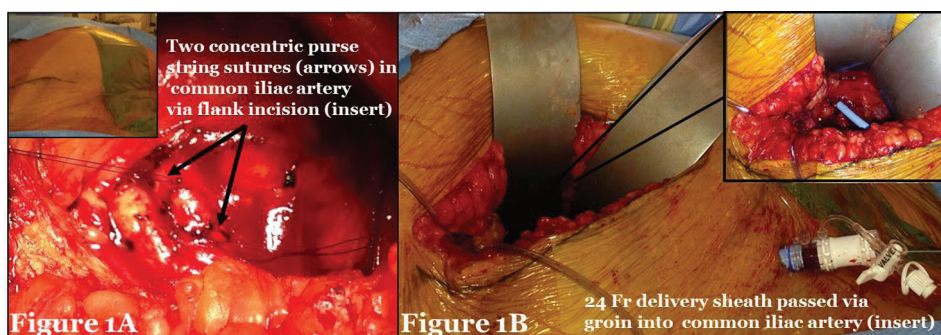 Two concentric purse
string sutures (arrows) in
common iliac artery
via flank incision (insert)
Figure 1A
VALVE
24 Fr delivery sheath passed via
groin into common iliac artery (insert)
Figure 1B